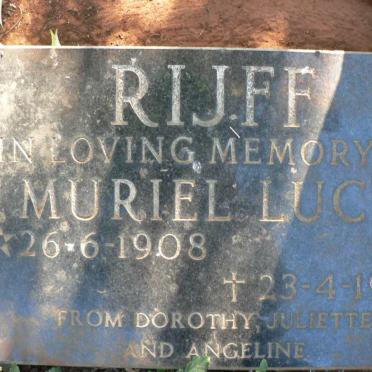 RIJFF
IN LOVING MEMORY
MURIEL LUC
☆26-6-1908
† 23-4-1
FROM DOROTHY, JULIETTE
AND ANGELINE